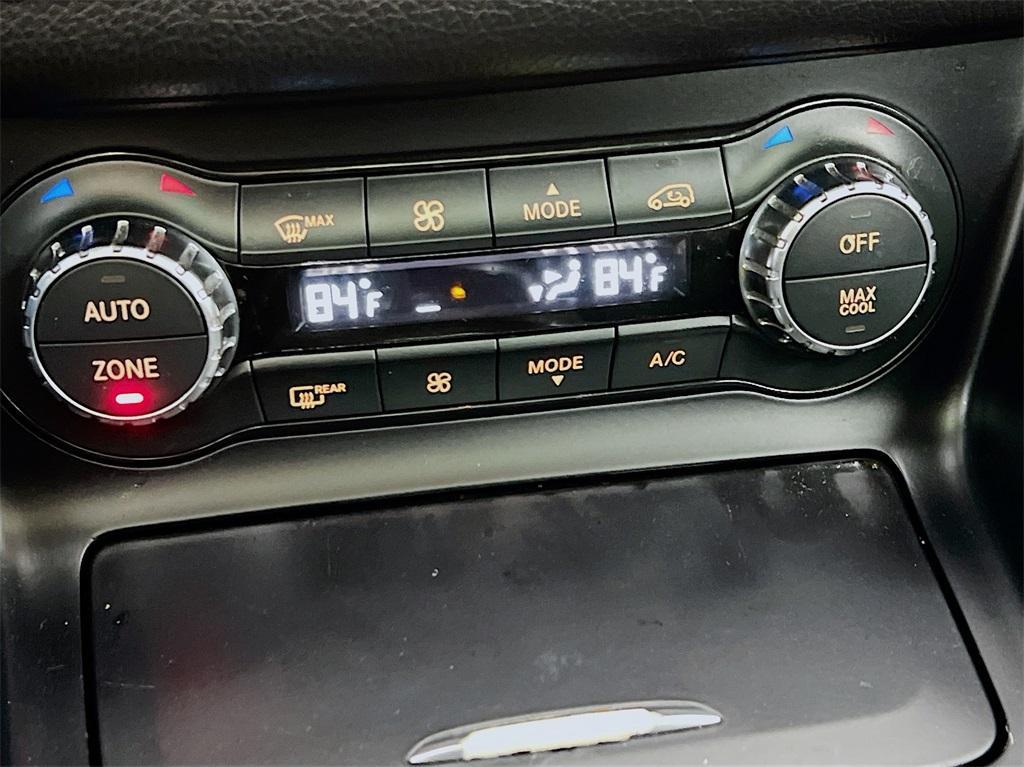 MAX
MODE
OFF
84°F
84°F
AUTO
MAX
COOL
ZONE
REAR
MODE
A/C